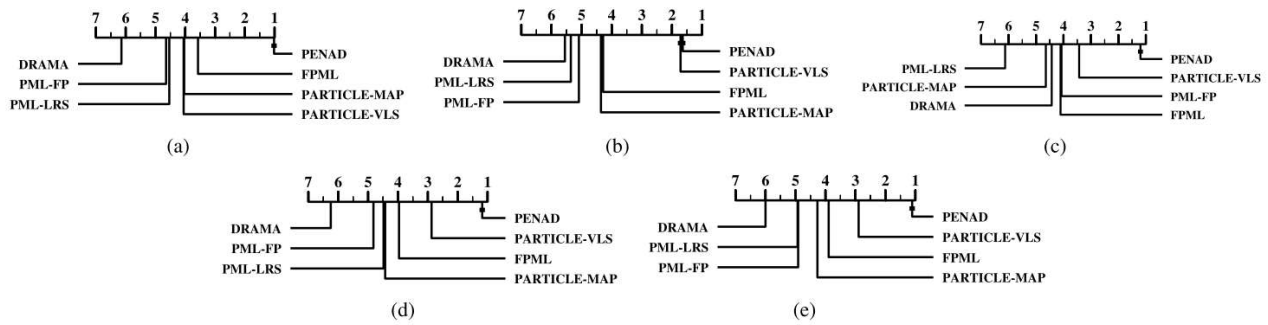 7 6 5 4 3 2 1
DRAMA
PML-FP
PML-LRS
PENAD
FPML
PARTICLE-MAP
PARTICLE-VLS
(a)
7 6 5 4 3 2 1
DRAMA
PML-LRS
PML-FP
PENAD
PARTICLE-VLS
FPML
PARTICLE-MAP
(b)
7 6 5 4 3 2 1
PML-LRS
PARTICLE-MAP
DRAMA
PENAD
PARTICLE-VLS
PML-FP
FPML
(c)
7 6 5 4 3 2 1
DRAMA
PML-FP
PML-LRS
PENAD
PARTICLE-VLS
FPML
PARTICLE-MAP
(d)
7 6 5 4 3 2 1
DRAMA
PML-LRS
PML-FP
PENAD
PARTICLE-VLS
FPML
PARTICLE-MAP
(e)